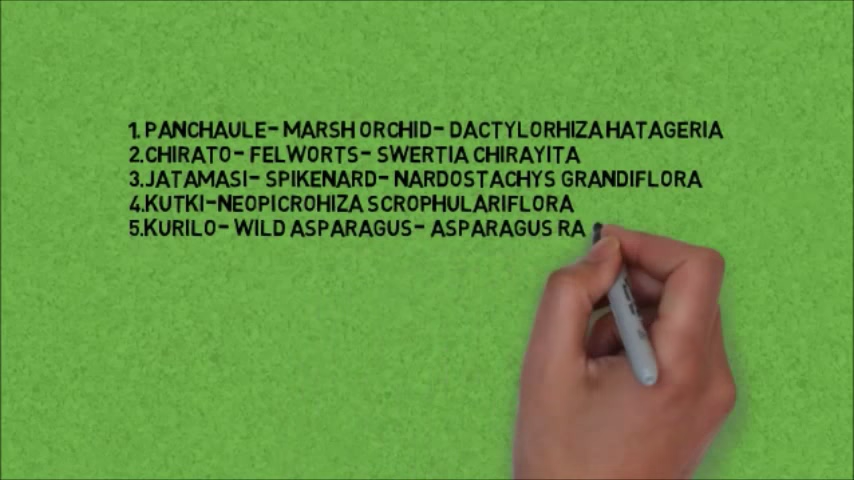 1. PANCHAULE- MARSH ORCHID- DACTYLORHIZA HATAGERIA
2.CHIRATO- FELWORTS- SWERTIA CHIRAYITA
3.JATAMASI- SPIKENARD- NARDOSTACHYS GRANDIFLORA
4.KUTKI-NEOPICROHIZA SCROPHULARIFLORA
5.KURILO- WILD ASPARAGUS- ASPARAGUS RA